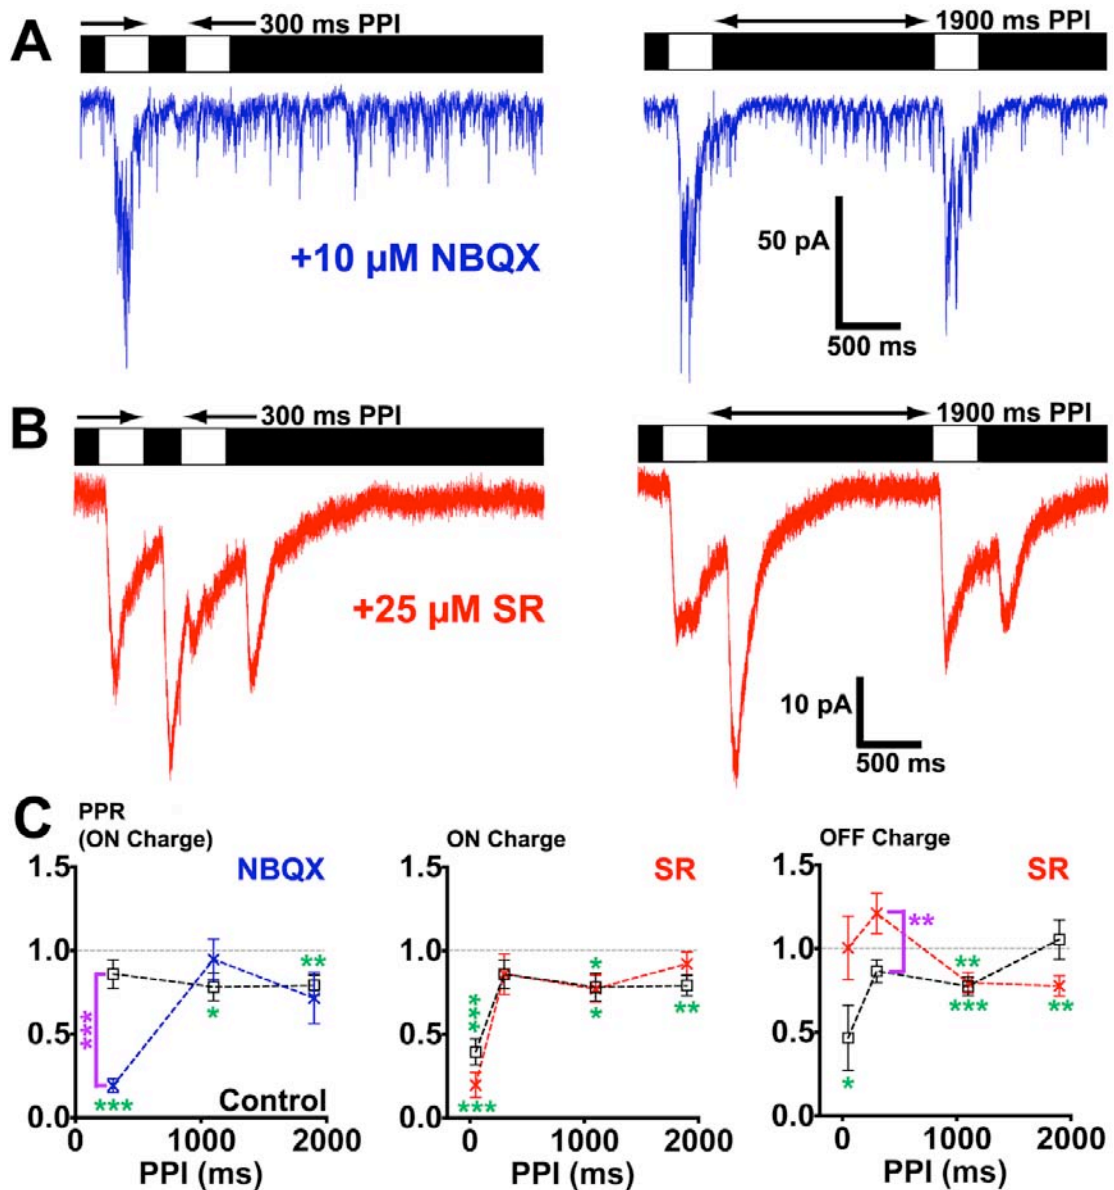 A
300 ms PPI
1900 ms PPI
+10 µM NBQX
50 pA
500 ms
B
300 ms PPI
1900 ms PPI
+25 µM SR
10 pA
500 ms
C
PPR
(ON Charge)
NBQX
1.5
1.0
0.5
0.0
***
***
*
**
Control
0 1000 2000
PPI (ms)
ON Charge
SR
1.5
1.0
0.5
0.0
***
***
*
*
**
0 1000 2000
PPI (ms)
OFF Charge
SR
1.5
1.0
0.5
0.0
**
**
***
**
*
0 1000 2000
PPI (ms)